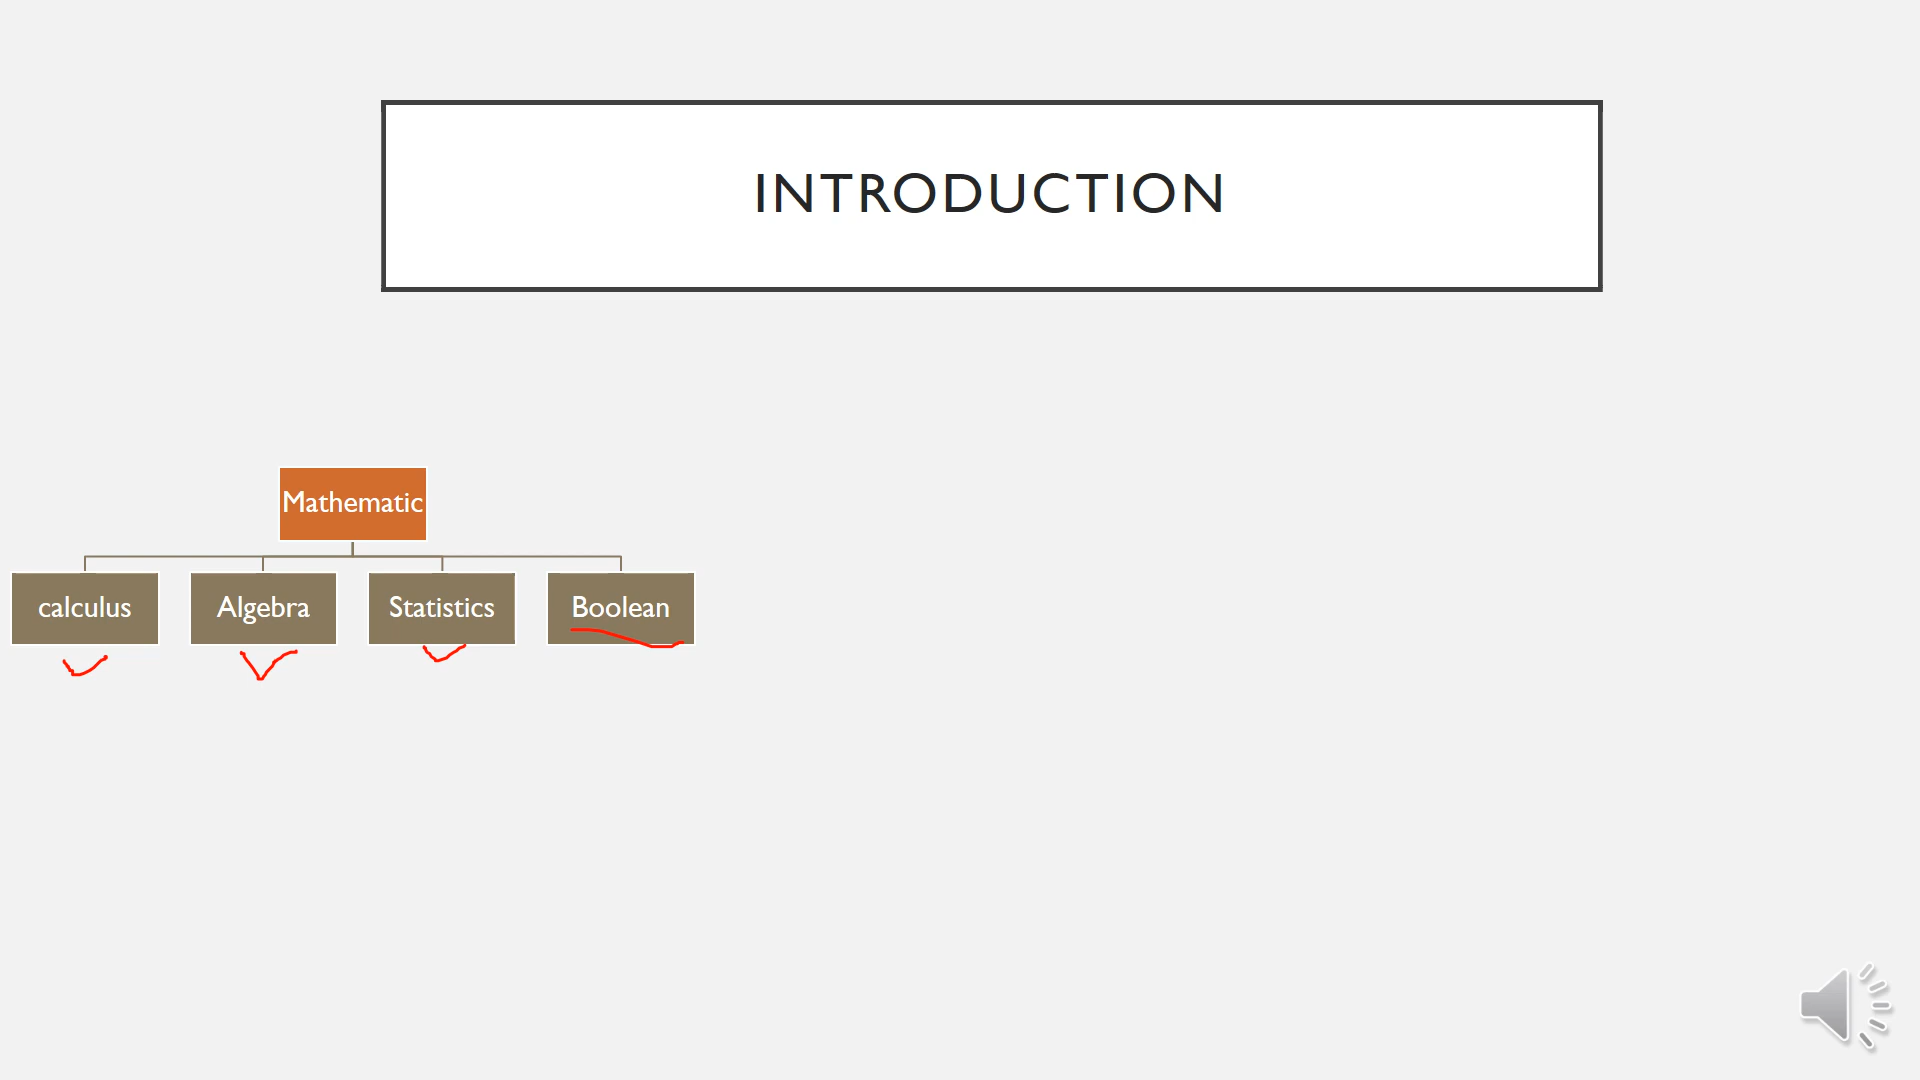 INTRODUCTION
Mathematic
calculus
Algebra
Statistics
Boolean